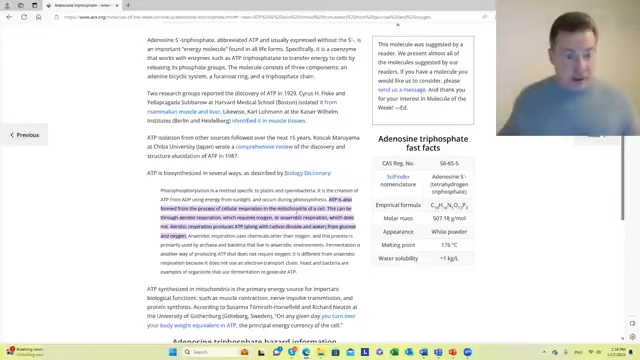 Adenosine triphosphate - Amer
https://www.acs.org/molecule-of-the-week/archive/a/adenosine-triphosphate.html
Adenosine 5'-triphosphate, abbreviated ATP and usually expressed without the 5'-,
is an important "energy molecule" found in all life forms. Specifically, it is a coenzyme
that works with enzymes such as ATP triphosphatase to transfer energy to cells by
releasing its phosphate groups. The molecule consists of three components: an
adenine bicyclic system, a furanose ring, and a triphosphate chain.
Two research groups reported the discovery of ATP in 1929. Cyrus H. Fiske and
Yellapragada Subbarow at Harvard Medical School (Boston) isolated it from
mammalian muscle and liver. Likewise, Karl Lohmann at the Kaiser Wilhelm
Institutes (Berlin and Heidelberg) identified it in muscle tissues.
Previous
ATP isolation from other sources followed over the next 15 years. Koscak Maruyama
at Chiba University (Japan) wrote a comprehensive review of the discovery and
structure elucidation of ATP in 1987.
ATP is biosynthesized in several ways, as described by Biology Dictionary:
Photophosphorylation is a method specific to plants and cyanobacteria. It is the creation
of ATP from ADP using energy from sunlight, and occurs during photosynthesis. ATP is also
formed from the process of cellular respiration in the mitochondria of a cell. This can be
through aerobic respiration, which requires oxygen, or anaerobic respiration, which does
not. Aerobic respiration produces ATP (along with carbon dioxide and water) from glucose
and oxygen. Anaerobic respiration uses chemicals other than oxygen, and this process is
primarily used by archaea and bacteria that live in anaerobic environments. Fermentation is
another way of producing ATP that does not require oxygen; it is different from anaerobic
respiration because it does not use an electron transport chain. Yeast and bacteria are
examples of organisms that use fermentation to generate ATP.
ATP synthesized in mitochondria is the primary energy source for important
biological functions, such as muscle contraction, nerve impulse transmission, and
protein synthesis. According to Susanna Törnroth-Horsefield and Richard Neutze at
the University of Gothenburg (Göteborg, Sweden), "On any given day you turn over
your body weight equivalent in ATP, the principal energy currency of the cell."
Adenosine triphosphate hazard information
This molecule was suggested by a
reader. We present almost all of
the molecules suggested by our
readers. If you have a molecule
you would like us to consider, please
send us a message. And thank you
for your interest in Molecule of the
Week! —Ed.
Adenosine triphosphate
fast facts
CAS Reg. No. 56-65-5
SciFinder nomenclature Adenosine 5'-(tetrahydrogen triphosphate)
Empirical formula C10H16N5O13P3
Molar mass 507.18 g/mol
Appearance White powder
Melting point 176 °C
Water solubility ~1 kg/L
Breaking news
Search
ENG